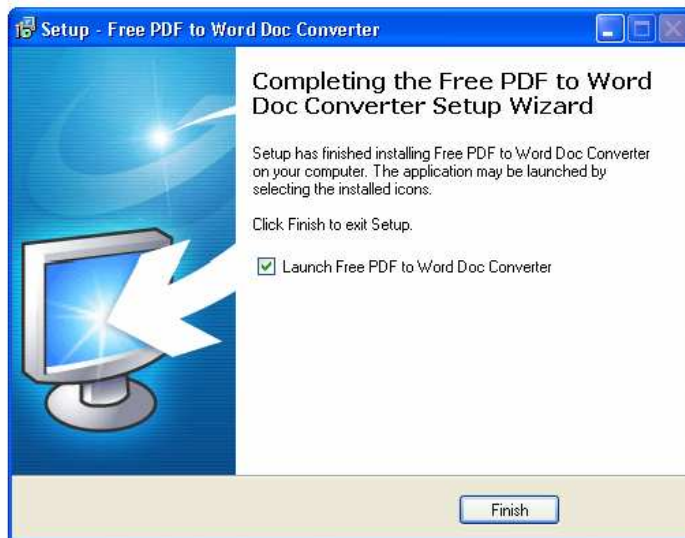 Setup - Free PDF to Word Doc Converter
Completing the Free PDF to Word
Doc Converter Setup Wizard
Setup has finished installing Free PDF to Word Doc Converter
on your computer. The application may be launched by
selecting the installed icons.
Click Finish to exit Setup.
Launch Free PDF to Word Doc Converter
Finish